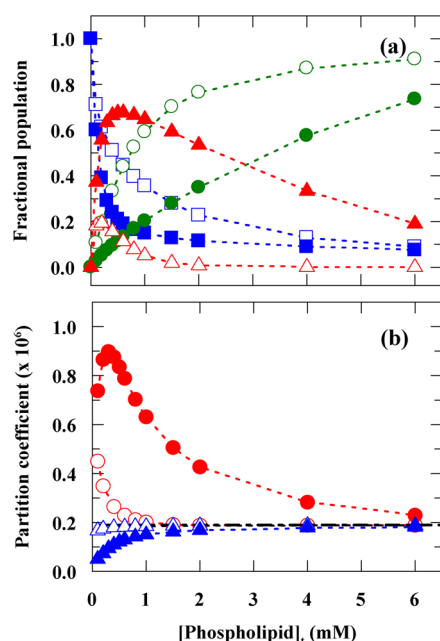 1.0
(a)
0.8
0.6
0.4
0.2
0.0
Fractional population
1.0
(b)
0.8
0.6
0.4
0.2
0.0
Partition coefficient (x 10⁶)
0 1 2 3 4 5 6
[Phospholipid]t (mM)